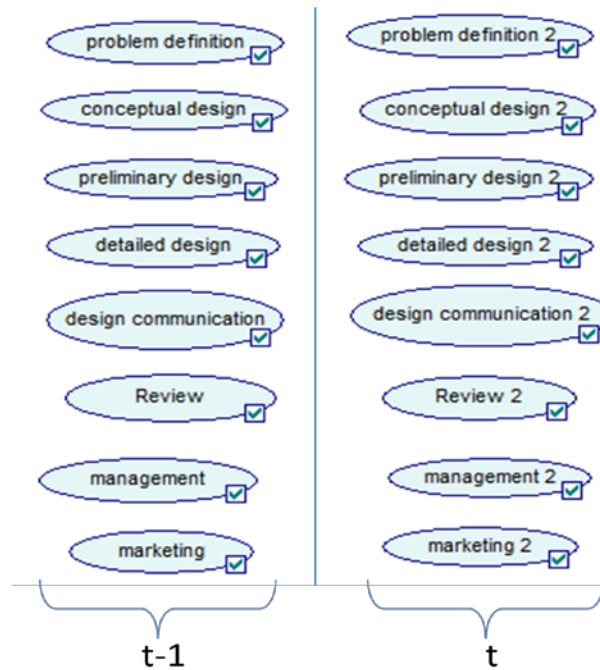 problem definition
problem definition 2
conceptual design
conceptual design 2
preliminary design
preliminary design 2
detailed design
detailed design 2
design communication
design communication 2
Review
Review 2
management
management 2
marketing
marketing 2
t-1
t